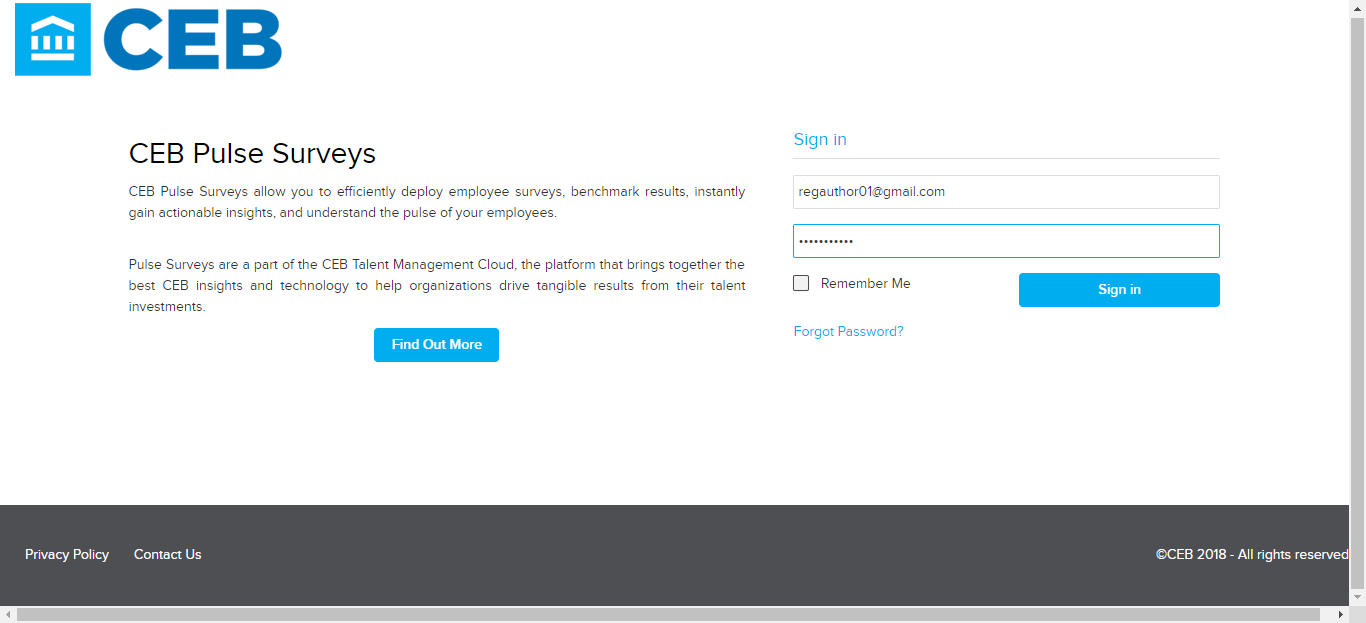 CEB
CEB Pulse Surveys
CEB Pulse Surveys allow you to efficiently deploy employee surveys, benchmark results, instantly
gain actionable insights, and understand the pulse of your employees.
Pulse Surveys are a part of the CEB Talent Management Cloud, the platform that brings together the
best CEB insights and technology to help organizations drive tangible results from their talent
investments.
Find Out More
Sign in
regauthor01@gmail.com
•••••••••••
Remember Me
Sign in
Forgot Password?
Privacy Policy
Contact Us
©CEB 2018 - All rights reserved